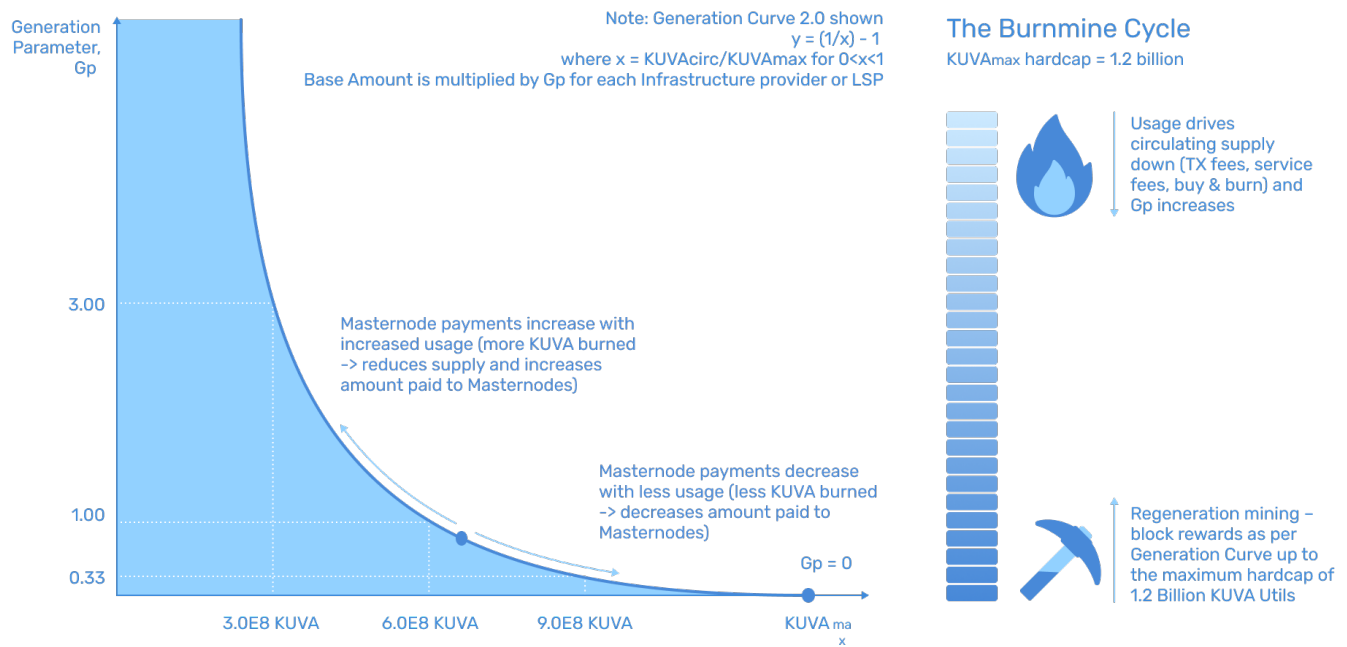 Generation
Parameter,
Gp
Note: Generation Curve 2.0 shown
y = (1/x) - 1
where x = KUVAcirc/KUVAmax for 0<x<1
Base Amount is multiplied by Gp for each Infrastructure provider or LSP
3.00
1.00
0.33
Masternode payments increase with
increased usage (more KUVA burned
-> reduces supply and increases
amount paid to Masternodes)
Masternode payments decrease
with less usage (less KUVA burned
-> decreases amount paid to
Masternodes)
Gp = 0
3.0E8 KUVA
6.0E8 KUVA
9.0E8 KUVA
KUVA ma
x
The Burnmine Cycle
KUVAmax hardcap = 1.2 billion
Usage drives
circulating supply
down (TX fees, service
fees, buy & burn) and
Gp increases
Regeneration mining –
block rewards as per
Generation Curve up to
the maximum hardcap of
1.2 Billion KUVA Utils